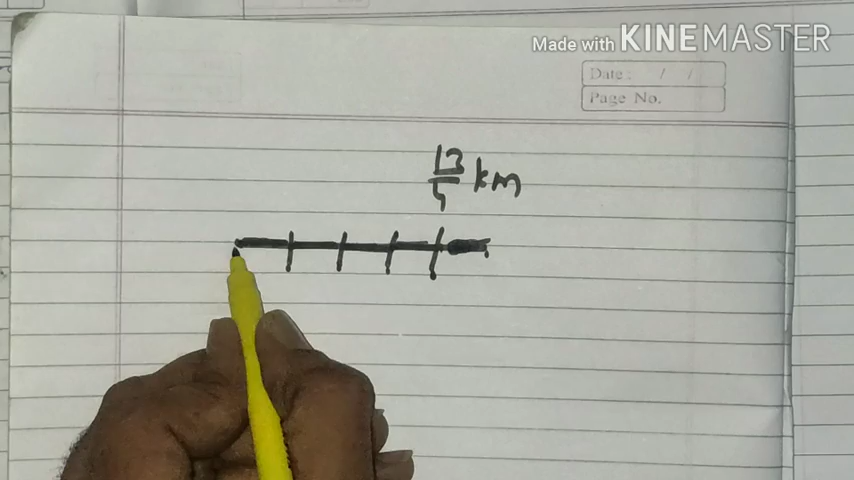 Made with KINEMASTER
Date : / /
Page No.
13/5 km